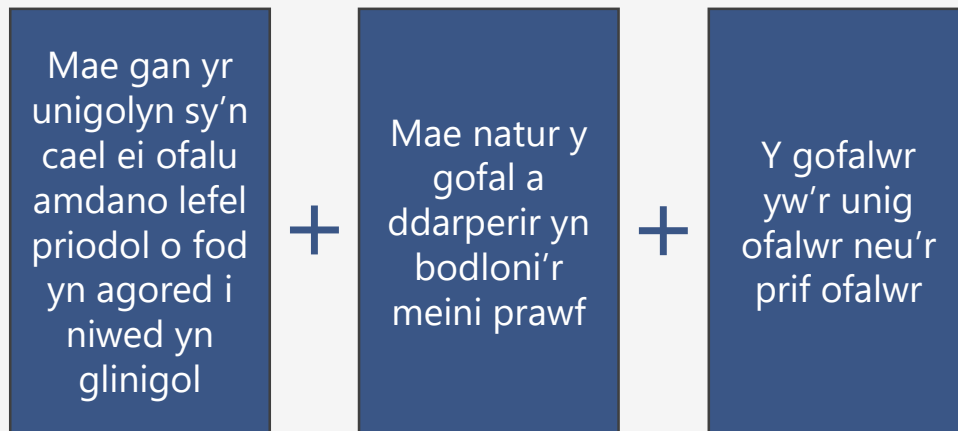 Mae gan yr
unigolyn sy'n
cael ei ofalu
amdano lefel
priodol o fod
yn agored i
niwed yn
glinigol
+
Mae natur y
gofal a
ddarperir yn
bodloni'r
meini prawf
+
Y gofalwr
yw'r unig
ofalwr neu'r
prif ofalwr